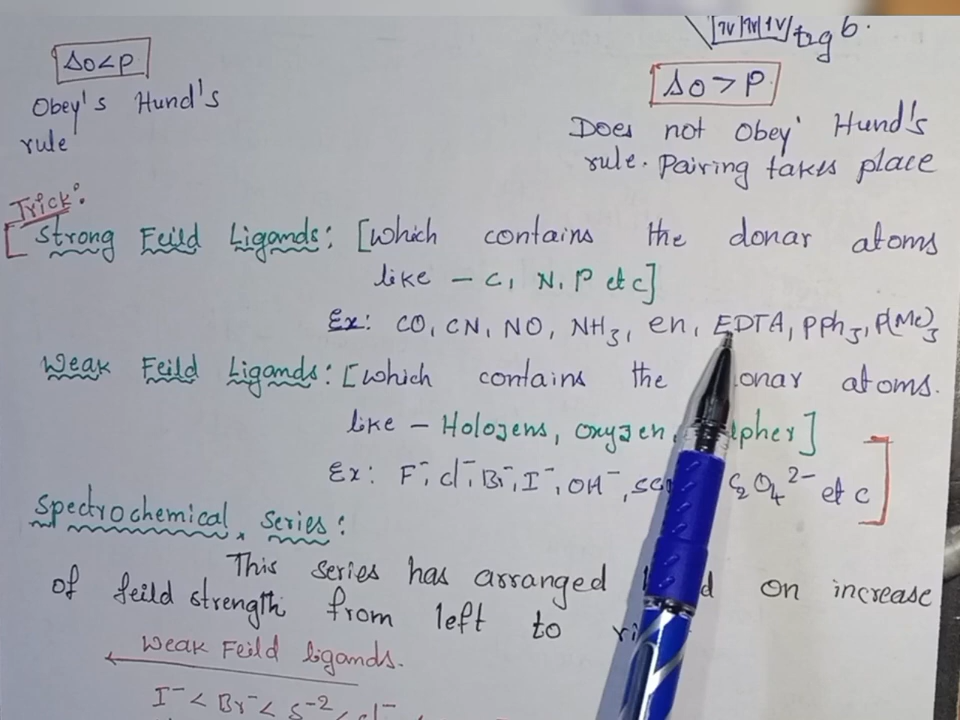 t2g 6.
Δo<P
Δo > P.
Obey's Hund's
rule
Does not obey Hund's
rule. Pairing takes place
Trick:
[Strong Feild Ligands: [which contains the donar atoms
like - C, N, P etc]
Ex: CO, CN, NO, NH3, en, EDTA, PPh3, P(Me)3
Weak Feild Ligands: [which contains the atoms.
like - Halogens, oxygen,
Ex: F-, Cl-, Br-, I-, OH-, C2O4 2- etc]
Spectrochemical Series:
This series has arranged on increase
of feild strength from left to
Weak Feild ligands.
I- < Br- < S-2 < Cl-